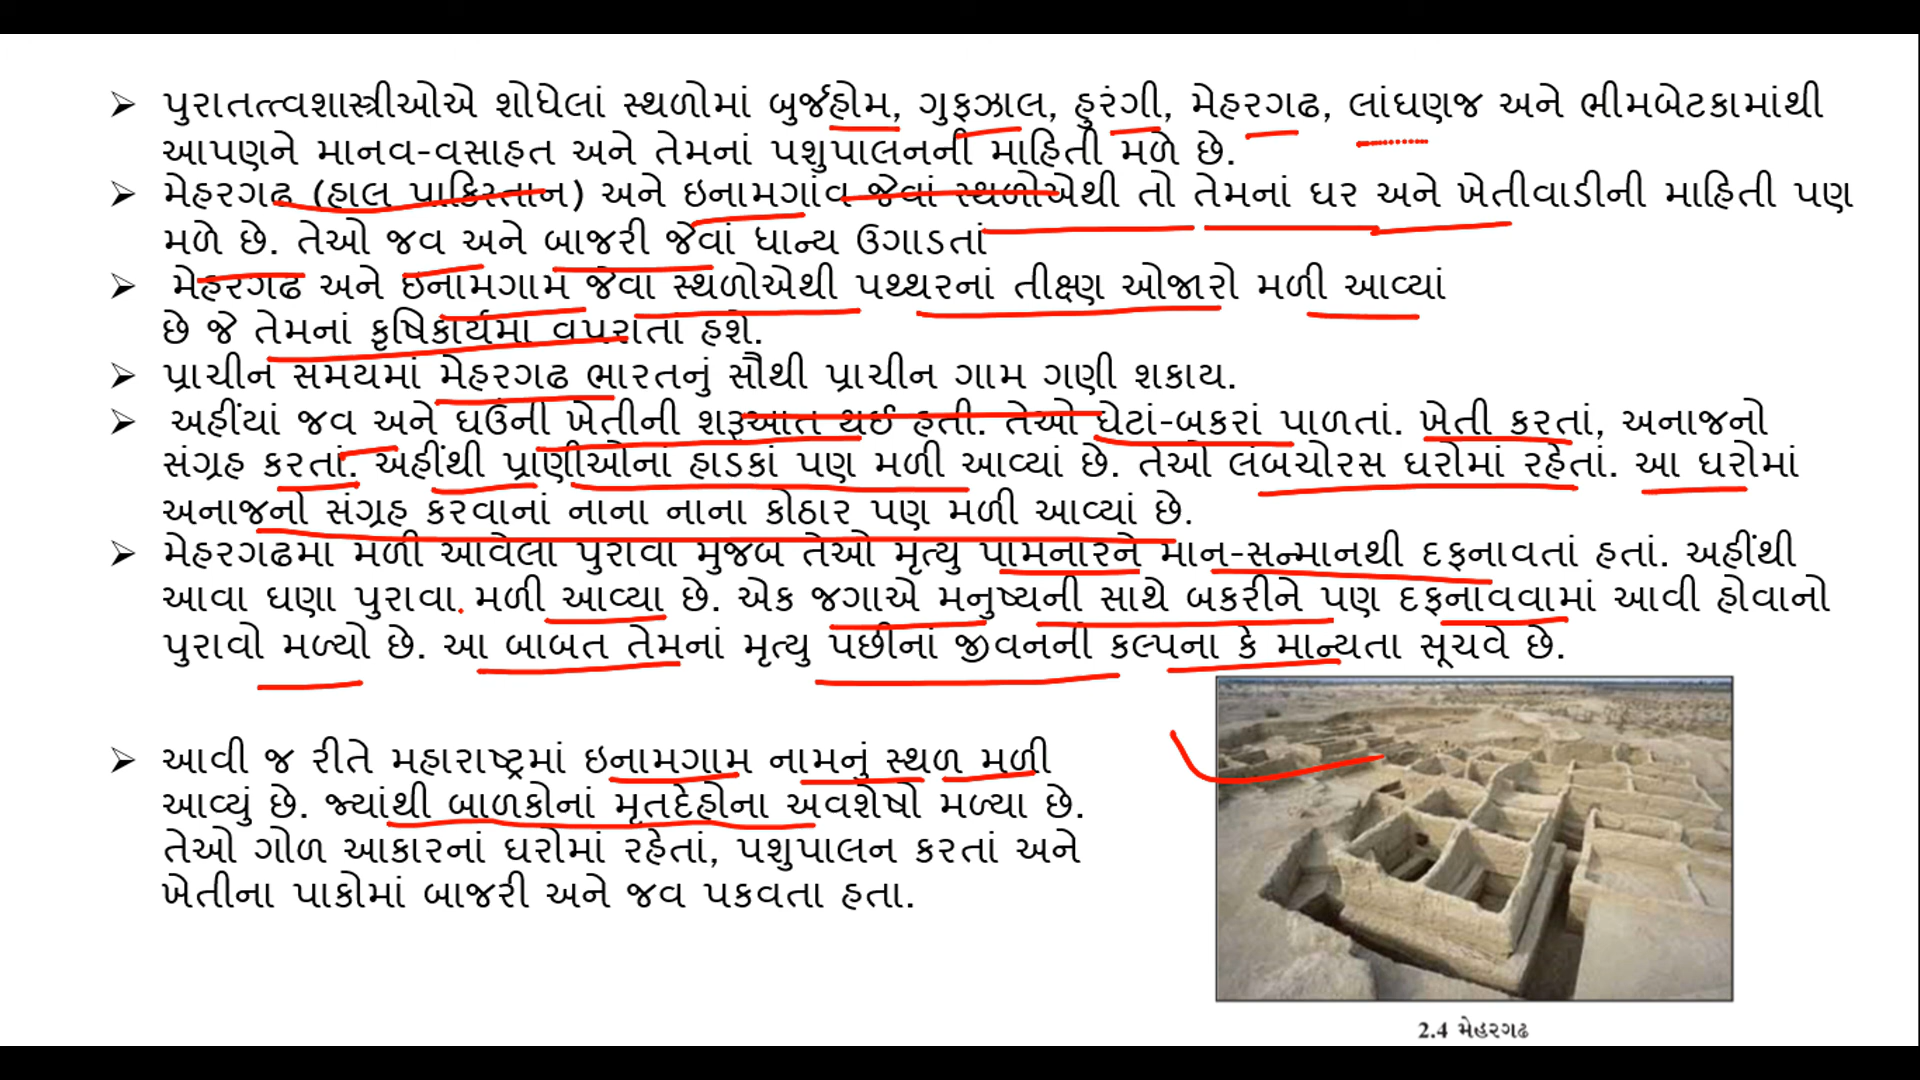 ➢ પુરાતત્ત્વશાસ્ત્રીઓએ શોધેલાં સ્થળોમાં બુર્જહોમ, ગુફઝાલ, હુરંગી, મેહરગઢ, લાંઘણજ અને ભીમબેટકામાંથી
આપણને માનવ-વસાહત અને તેમનાં પશુપાલનની માહિતી મળે છે.
➢ મેહરગઢ (હાલ પાકિસ્તાન) અને ઇનામગાંવ જેવાં સ્થળોએથી તો તેમનાં ઘર અને ખેતીવાડીની માહિતી પણ
મળે છે. તેઓ જવ અને બાજરી જેવાં ધાન્ય ઉગાડતાં
➢ મેહરગઢ અને ઇનામગામ જેવા સ્થળોએથી પથ્થરનાં તીક્ષ્ણ ઓજારો મળી આવ્યાં
છે જે તેમનાં કૃષિકાર્યમાં વપરાતાં હશે.
➢ પ્રાચીન સમયમાં મેહરગઢ ભારતનું સૌથી પ્રાચીન ગામ ગણી શકાય.
➢ અહીંયાં જવ અને ઘઉંની ખેતીની શરૂઆત થઈ હતી. તેઓ ઘેટાં-બકરાં પાળતાં. ખેતી કરતાં, અનાજનો
સંગ્રહ કરતાં. અહીંથી પ્રાણીઓનાં હાડકાં પણ મળી આવ્યાં છે. તેઓ લંબચોરસ ઘરોમાં રહેતાં. આ ઘરોમાં
અનાજનો સંગ્રહ કરવાનાં નાના નાના કોઠાર પણ મળી આવ્યાં છે.
➢ મેહરગઢમાં મળી આવેલા પુરાવા મુજબ તેઓ મૃત્યુ પામનારને માન-સન્માનથી દફનાવતાં હતાં. અહીંથી
આવા ઘણા પુરાવા મળી આવ્યા છે. એક જગાએ મનુષ્યની સાથે બકરીને પણ દફનાવવામાં આવી હોવાનો
પુરાવો મળ્યો છે. આ બાબત તેમનાં મૃત્યુ પછીનાં જીવનની કલ્પના કે માન્યતા સૂચવે છે.
➢ આવી જ રીતે મહારાષ્ટ્રમાં ઇનામગામ નામનું સ્થળ મળી
આવ્યું છે. જ્યાંથી બાળકોનાં મૃતદેહોના અવશેષો મળ્યા છે.
તેઓ ગોળ આકારનાં ઘરોમાં રહેતાં, પશુપાલન કરતાં અને
ખેતીના પાકોમાં બાજરી અને જવ પકવતા હતા.
2.4 મેહરગઢ